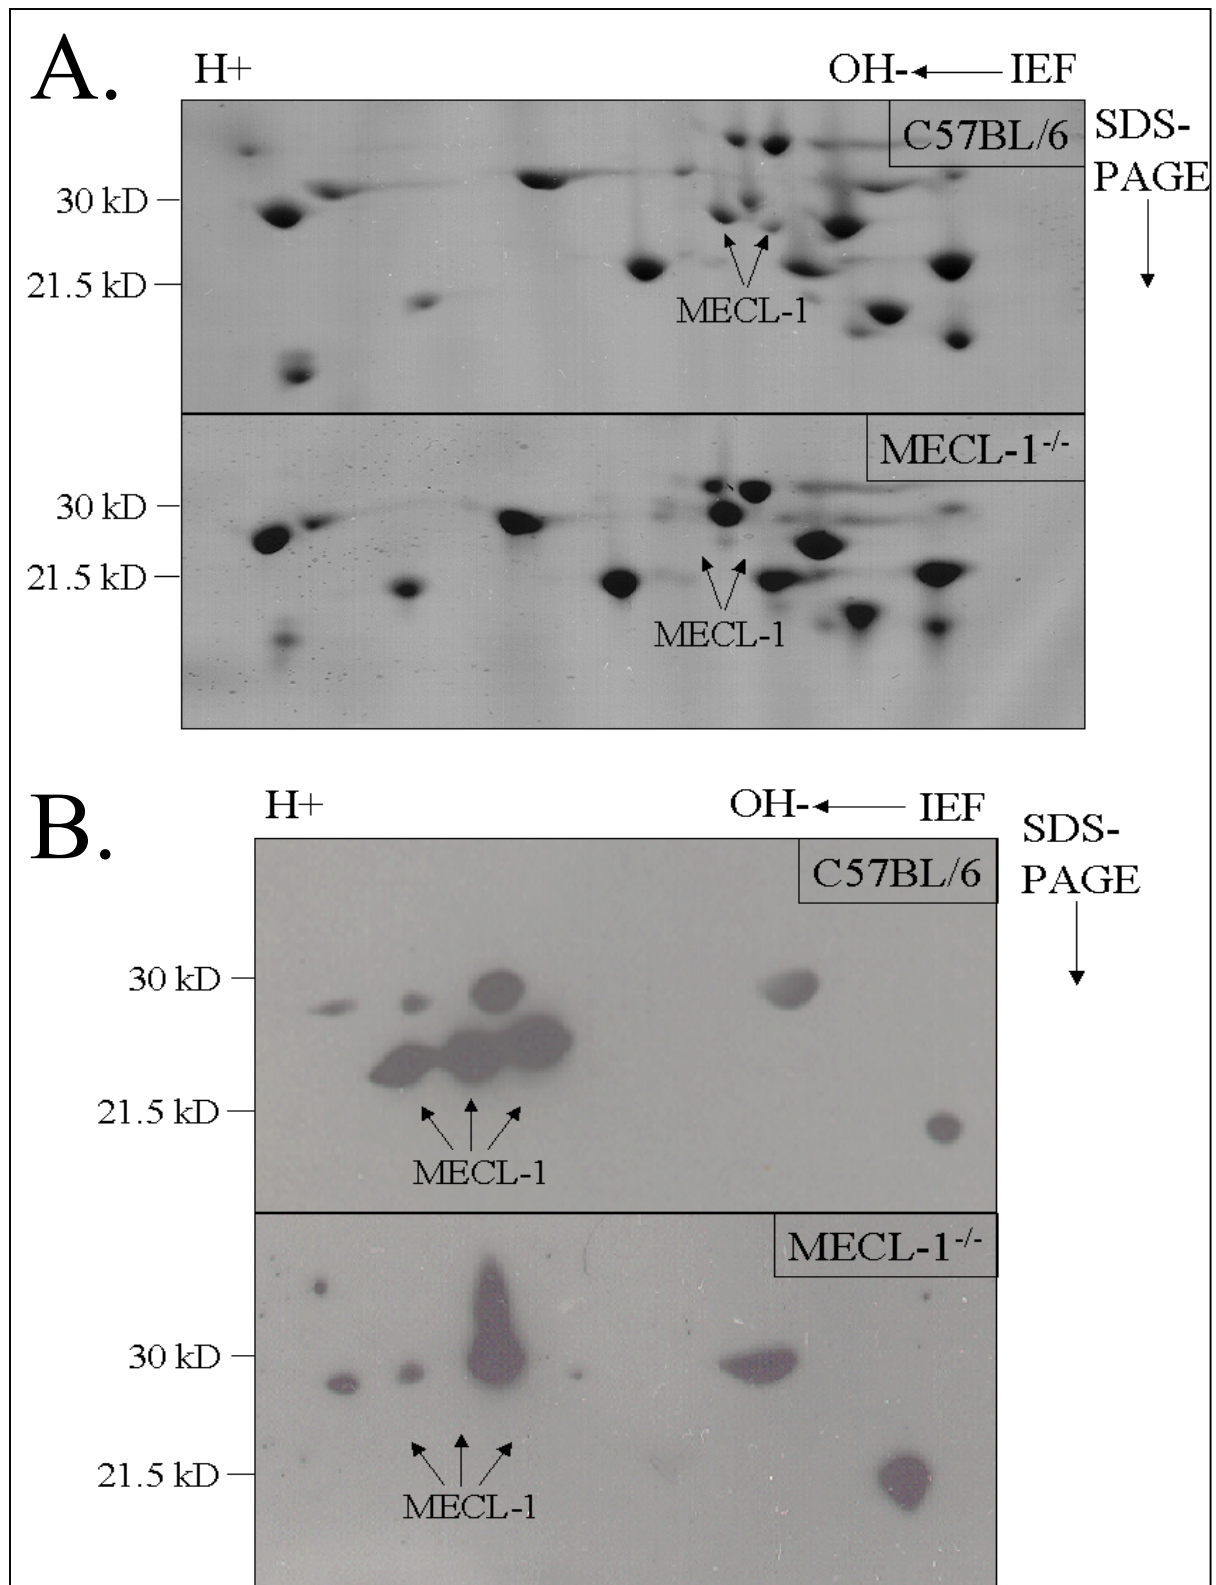 A.
H+ OH- IEF
C57BL/6
SDS-
PAGE
30 kD
21.5 kD
MECL-1
MECL-1-/-
30 kD
21.5 kD
MECL-1
B.
H+ OH- IEF
SDS-
PAGE
C57BL/6
30 kD
21.5 kD
MECL-1
MECL-1-/-
30 kD
21.5 kD
MECL-1